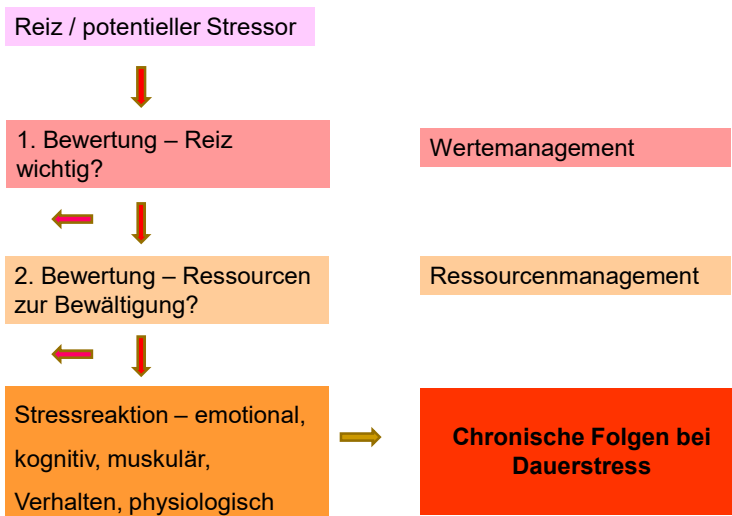 Reiz / potentieller Stressor
1. Bewertung – Reiz
wichtig?
Wertemanagement
2. Bewertung – Ressourcen
zur Bewältigung?
Ressourcenmanagement
Stressreaktion – emotional,
kognitiv, muskulär,
Verhalten, physiologisch
Chronische Folgen bei
Dauerstress